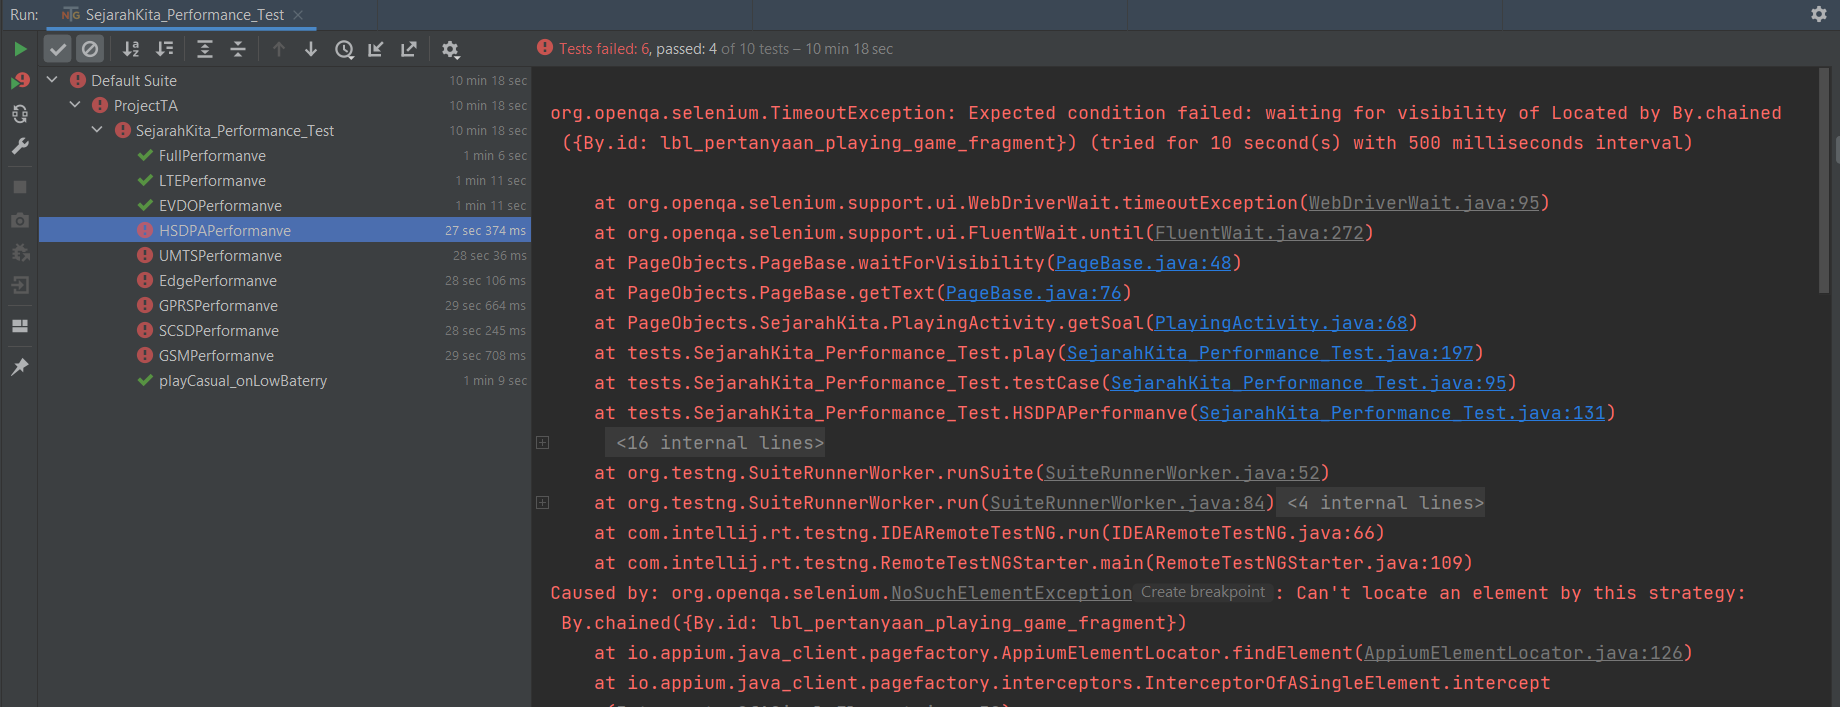 Run: SejarahKita_Performance_Test
Tests failed: 6, passed: 4 of 10 tests – 10 min 18 sec
Default Suite 10 min 18 sec
ProjectTA 10 min 18 sec
SejarahKita_Performance_Test 10 min 18 sec
FullPerformanve 1 min 6 sec
LTEPerformanve 1 min 11 sec
EVDOPerformanve 1 min 11 sec
HSDPAPerformanve 27 sec 374 ms
UMTSPerformanve 28 sec 36 ms
EdgePerformanve 28 sec 106 ms
GPRSPerformanve 29 sec 664 ms
SCSDPerformanve 28 sec 245 ms
GSMPerformanve 29 sec 708 ms
playCasual_onLowBaterry 1 min 9 sec
org.openqa.selenium.TimeoutException: Expected condition failed: waiting for visibility of Located by By.chained
({By.id: lbl_pertanyaan_playing_game_fragment}) (tried for 10 second(s) with 500 milliseconds interval)
at org.openqa.selenium.support.ui.WebDriverWait.timeoutException(WebDriverWait.java:95)
at org.openqa.selenium.support.ui.FluentWait.until(FluentWait.java:272)
at PageObjects.PageBase.waitForVisibility(PageBase.java:48)
at PageObjects.PageBase.getText(PageBase.java:76)
at PageObjects.SejarahKita.PlayingActivity.getSoal(PlayingActivity.java:68)
at tests.SejarahKita_Performance_Test.play(SejarahKita_Performance_Test.java:197)
at tests.SejarahKita_Performance_Test.testCase(SejarahKita_Performance_Test.java:95)
at tests.SejarahKita_Performance_Test.HSDPAPerformanve(SejarahKita_Performance_Test.java:131)
<16 internal lines>
at org.testng.SuiteRunnerWorker.runSuite(SuiteRunnerWorker.java:52)
at org.testng.SuiteRunnerWorker.run(SuiteRunnerWorker.java:84) <4 internal lines>
at com.intellij.rt.testng.IDEARemoteTestNG.run(IDEARemoteTestNG.java:66)
at com.intellij.rt.testng.RemoteTestNGStarter.main(RemoteTestNGStarter.java:109)
Caused by: org.openqa.selenium.NoSuchElementException Create breakpoint : Can't locate an element by this strategy:
By.chained({By.id: lbl_pertanyaan_playing_game_fragment})
at io.appium.java_client.pagefactory.AppiumElementLocator.findElement(AppiumElementLocator.java:126)
at io.appium.java_client.pagefactory.interceptors.InterceptorOfASingleElement.intercept